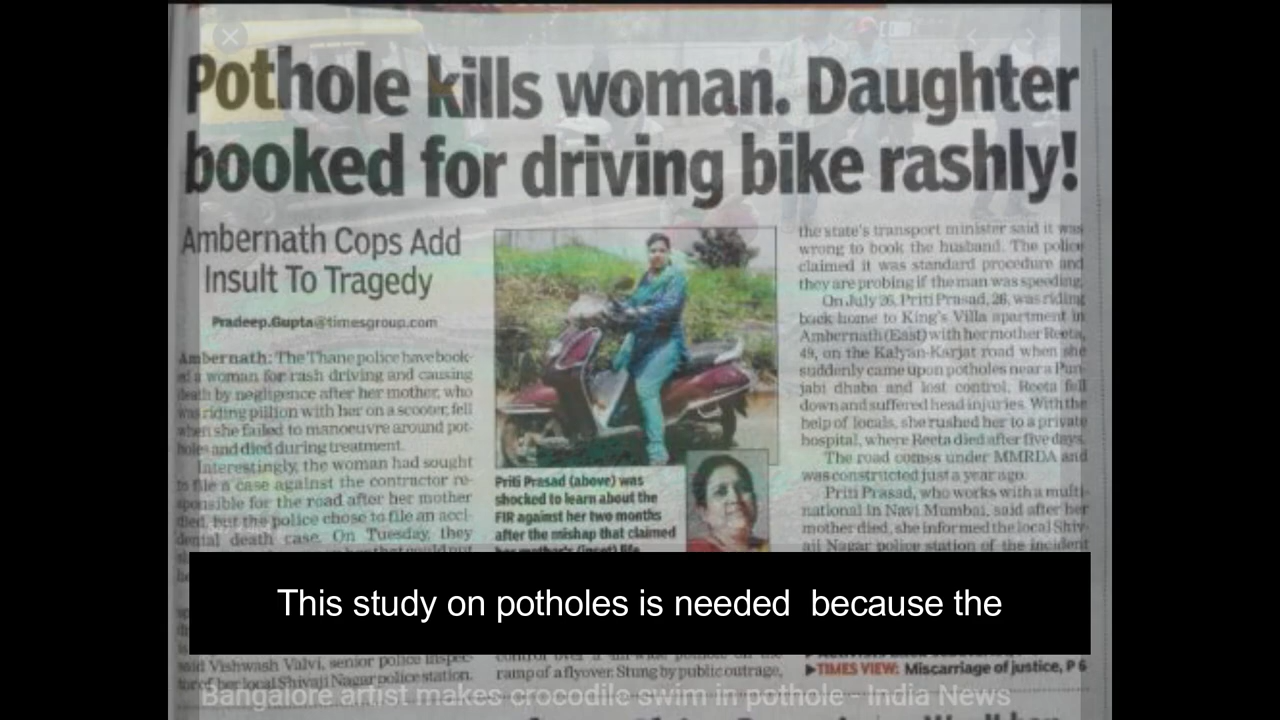 Pothole kills woman. Daughter
booked for driving bike rashly!
Ambernath Cops Add
Insult To Tragedy
Pradeep.Gupta@timesgroup.com
Ambernath: The Thane police have book-
ed a woman for rash driving and causing
death by negligence after her mother, who
was riding pillion with her on a scooter, fell
when she failed to manoeuvre around pot-
holes and died during treatment.
Interestingly, the woman had sought
to file a case against the contractor re-
sponsible for the road after her mother
died, but the police chose to file an acci-
dental death case. On Tuesday, they
said Vishwash Valvi, senior police inspec-
tor of her local Shivaji Nagar police station.
Priti Prasad (above) was
shocked to learn about the
FIR against her two months
after the mishap that claimed
her mother's (inset) life
ramp of a flyover. Stung by public outrage,
the state's transport minister said it was
wrong to book the husband. The police
claimed it was standard procedure and
they are probing if the man was speeding.
On July 26, Priti Prasad, 26, was riding
back home to King's Villa apartment in
Ambernath (East) with her mother Reeta,
49, on the Kalyan-Karjat road when she
suddenly came upon potholes near a Pun-
jabi dhaba and lost control. Reeta fell
down and suffered head injuries. With the
help of locals, she rushed her to a private
hospital, where Reeta died after five days.
The road comes under MMRDA and
was constructed just a year ago.
Priti Prasad, who works with a multi-
national in Navi Mumbai, said after her
mother died, she informed the local Shiv-
aji Nagar police station of the incident
▶TIMES VIEW: Miscarriage of justice, P 6
This study on potholes is needed because the
Bangalore artist makes crocodile swim in pothole - India News